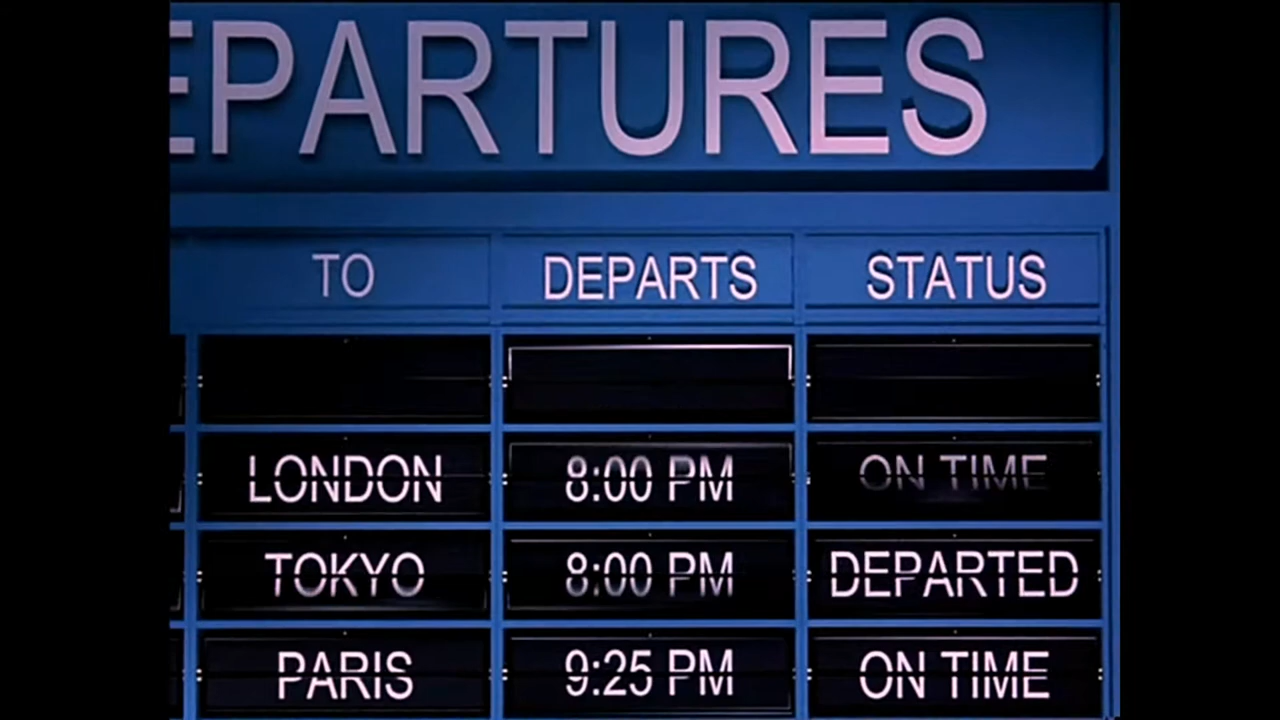 EPARTURES
TO DEPARTS STATUS
LONDON 8:00 PM ON TIME
TOKYO 8:00 PM DEPARTED
PARIS 9:25 PM ON TIME